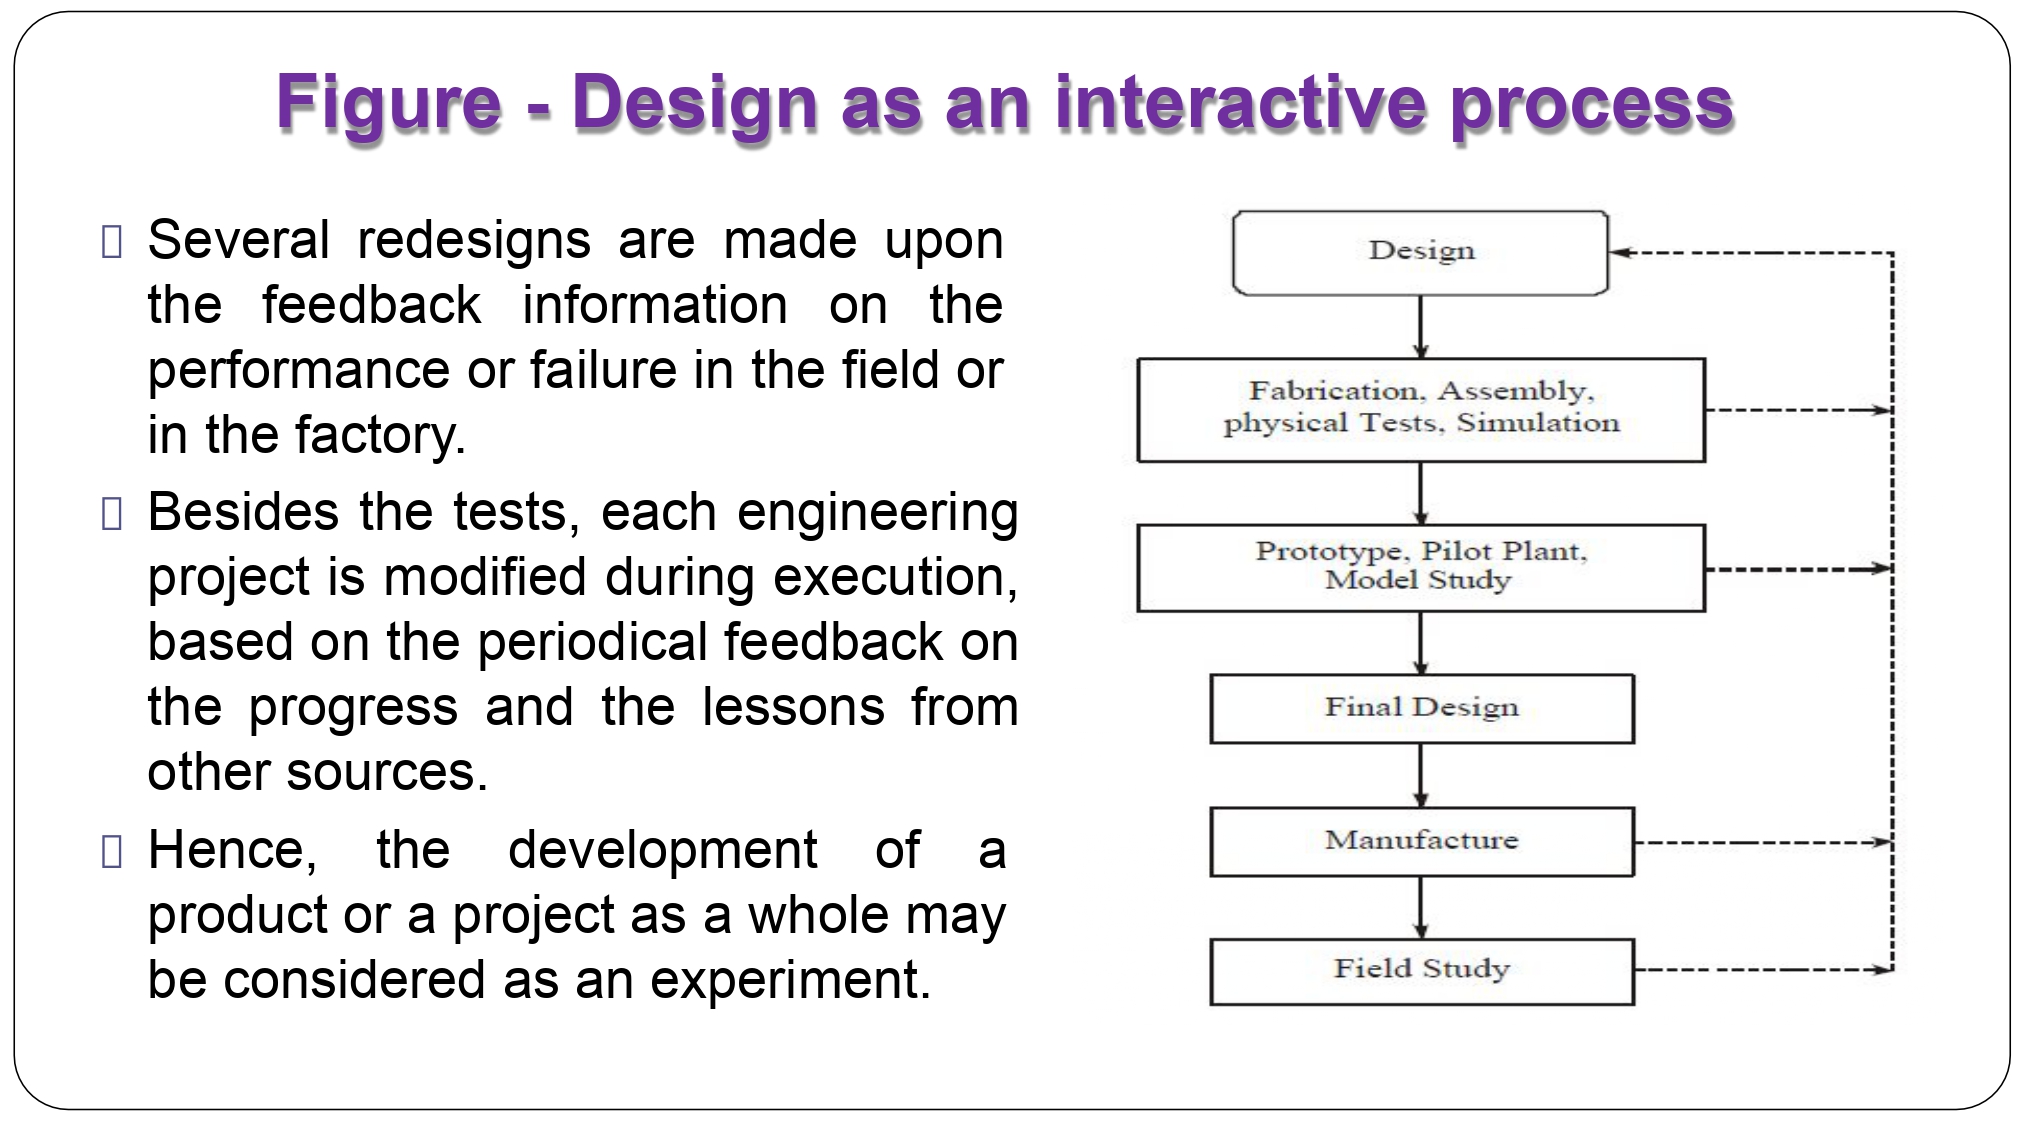 Figure - Design as an interactive process
Several redesigns are made upon
the feedback information on the
performance or failure in the field or
in the factory.
Besides the tests, each engineering
project is modified during execution,
based on the periodical feedback on
the progress and the lessons from
other sources.
Hence, the development of a
product or a project as a whole may
be considered as an experiment.
Design
Fabrication, Assembly,
physical Tests, Simulation
Prototype, Pilot Plant,
Model Study
Final Design
Manufacture
Field Study